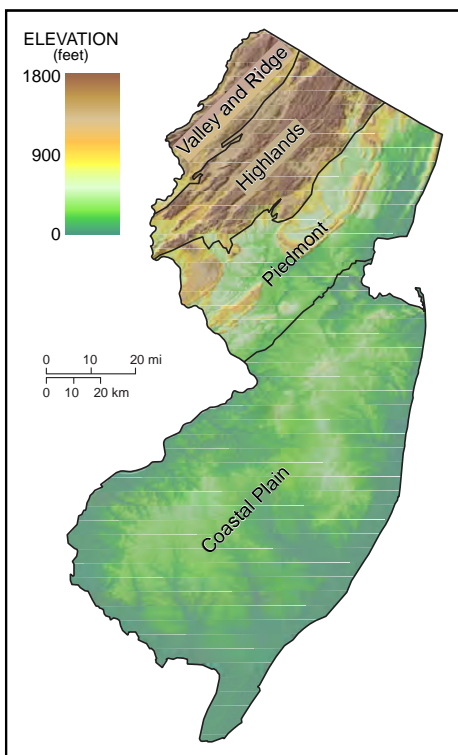 ELEVATION
(feet)
1800
900
0
Valley and Ridge
Highlands
Piedmont
0 10 20 mi
0 10 20 km
Coastal Plain